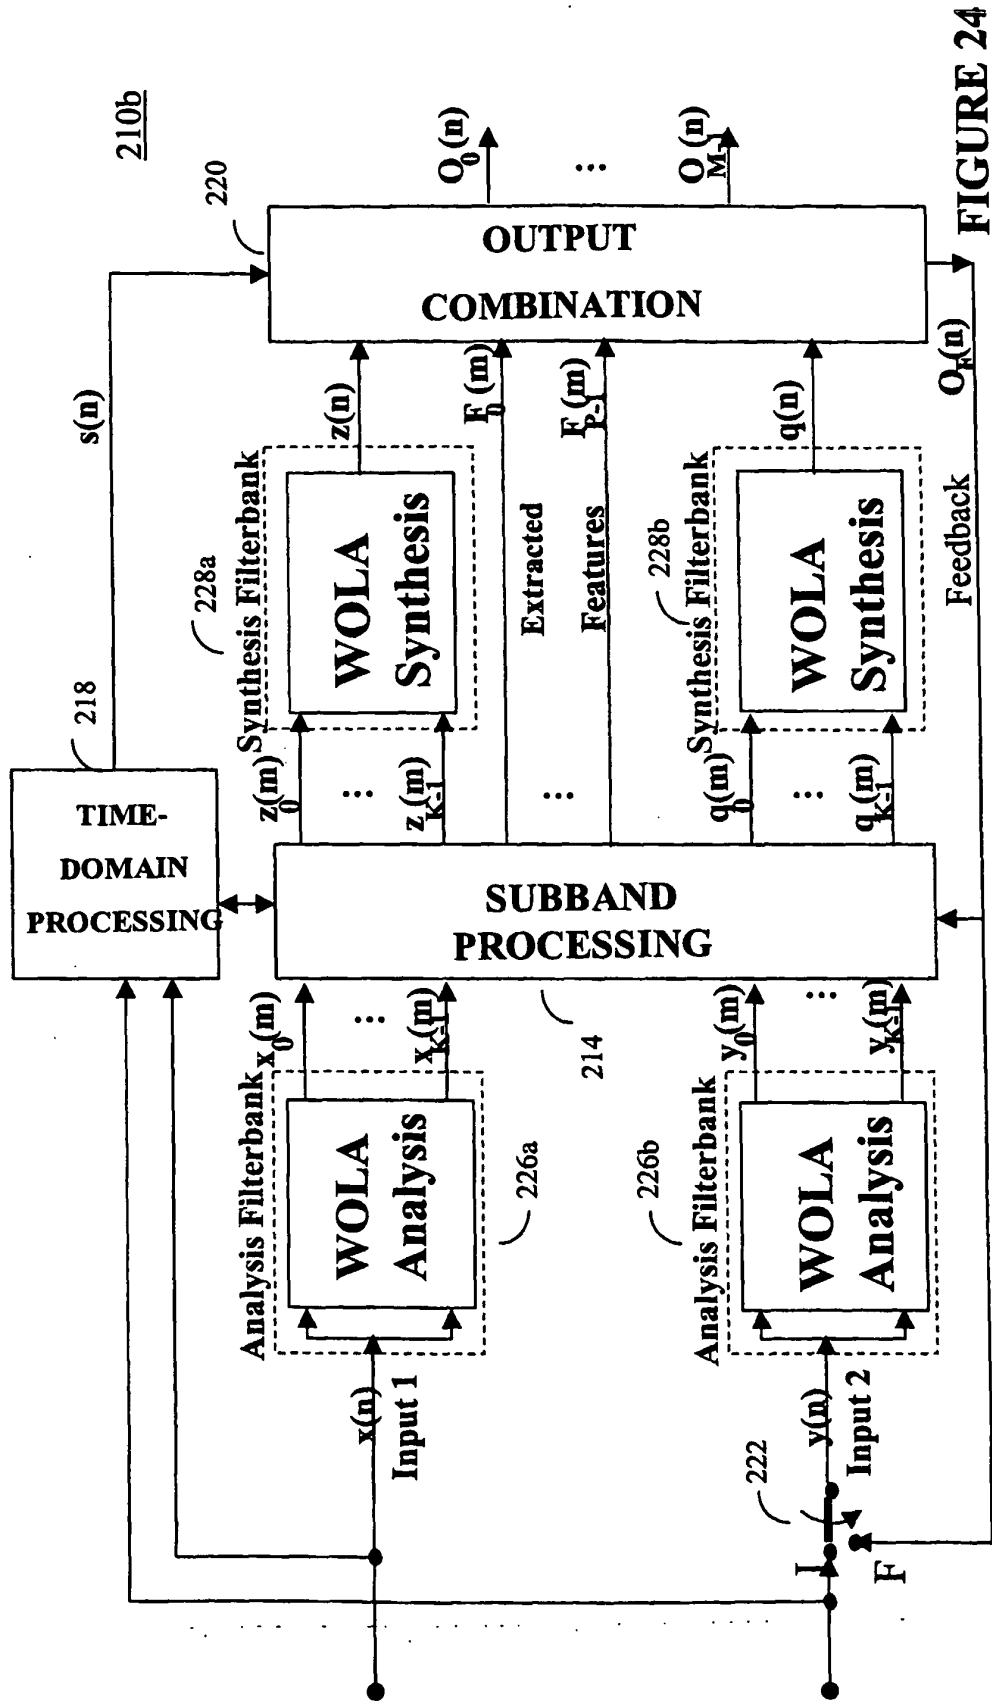 210b
220
s(n)
218
TIME-
DOMAIN
PROCESSING
OUTPUT
COMBINATION
O0(n)
...
OM-1(n)
z(n)
F0(m)
FP-1(m)
q(n)
OF(n)
Synthesis Filterbank
228a
WOLA
Synthesis
Extracted
Features
Synthesis Filterbank
228b
WOLA
Synthesis
Feedback
z0(m)
...
zK-1(m)
...
q0(m)
...
qK-1(m)
SUBBAND
PROCESSING
214
x0(m)
...
xK-1(m)
y0(m)
...
yK-1(m)
Analysis Filterbank
WOLA
Analysis
226a
Analysis Filterbank
WOLA
Analysis
226b
x(n)
Input 1
y(n)
Input 2
222
I
F
FIGURE 24